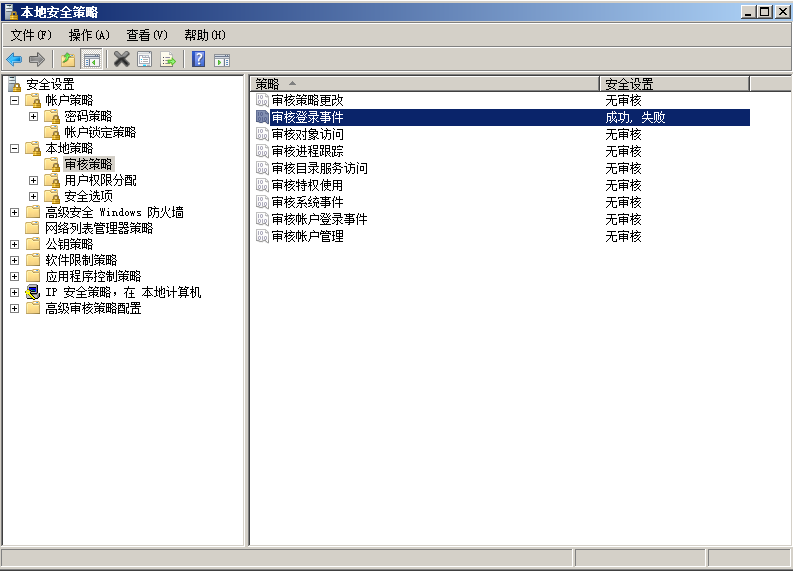 本地安全策略
文件(F) 操作(A) 查看(V) 帮助(H)
安全设置
帐户策略
密码策略
帐户锁定策略
本地策略
审核策略
用户权限分配
安全选项
高级安全 Windows 防火墙
网络列表管理器策略
公钥策略
软件限制策略
应用程序控制策略
IP 安全策略，在 本地计算机
高级审核策略配置
策略 安全设置
审核策略更改 无审核
审核登录事件 成功, 失败
审核对象访问 无审核
审核进程跟踪 无审核
审核目录服务访问 无审核
审核特权使用 无审核
审核系统事件 无审核
审核帐户登录事件 无审核
审核帐户管理 无审核